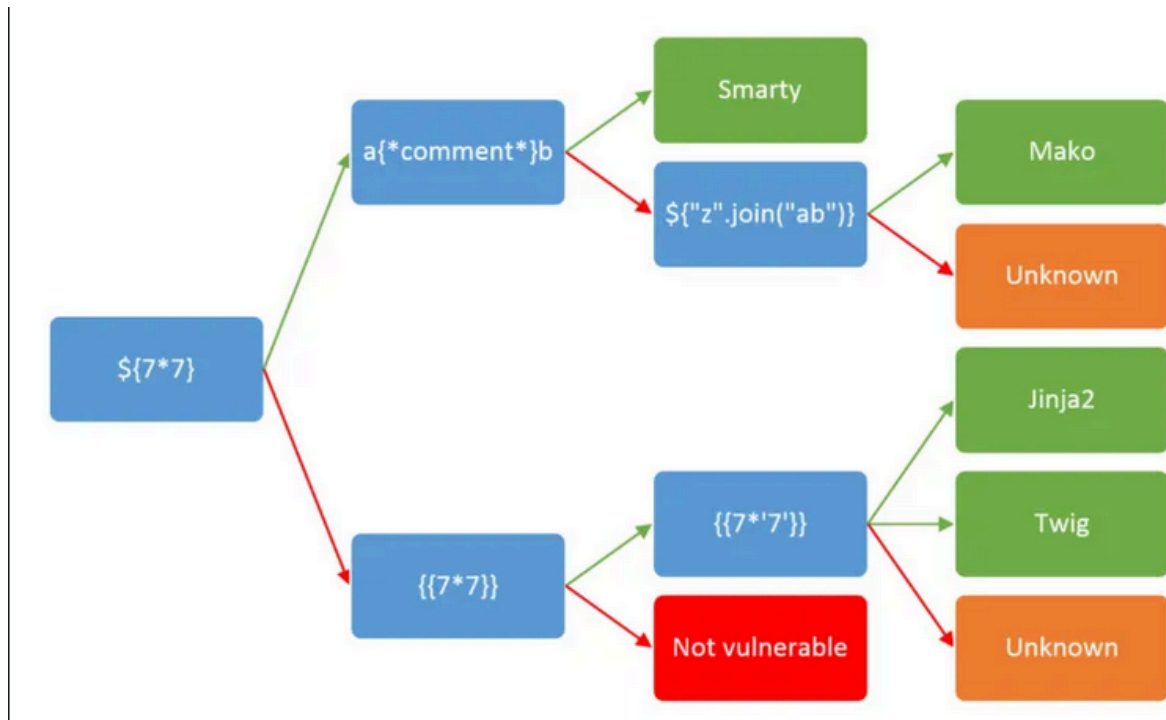 ${7*7}
a{*comment*}b
Smarty
${"z".join("ab")}
Mako
Unknown
{{7*7}}
{{7*'7'}}
Not vulnerable
Jinja2
Twig
Unknown